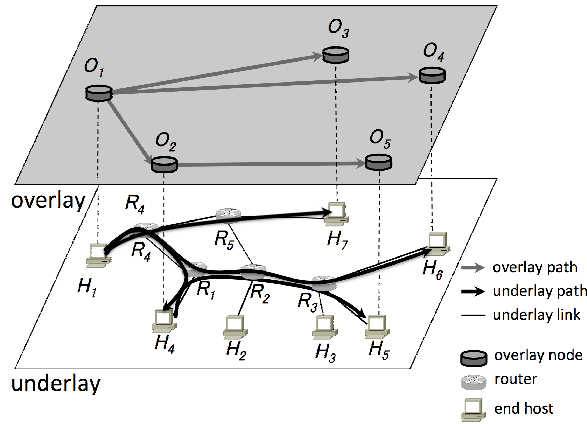 O3
O4
O1
O2
O5
overlay
R4
R5
H7
R4
H1
H6
R1
R2
R3
H4
H2
H3
H5
underlay
overlay path
underlay path
underlay link
overlay node
router
end host